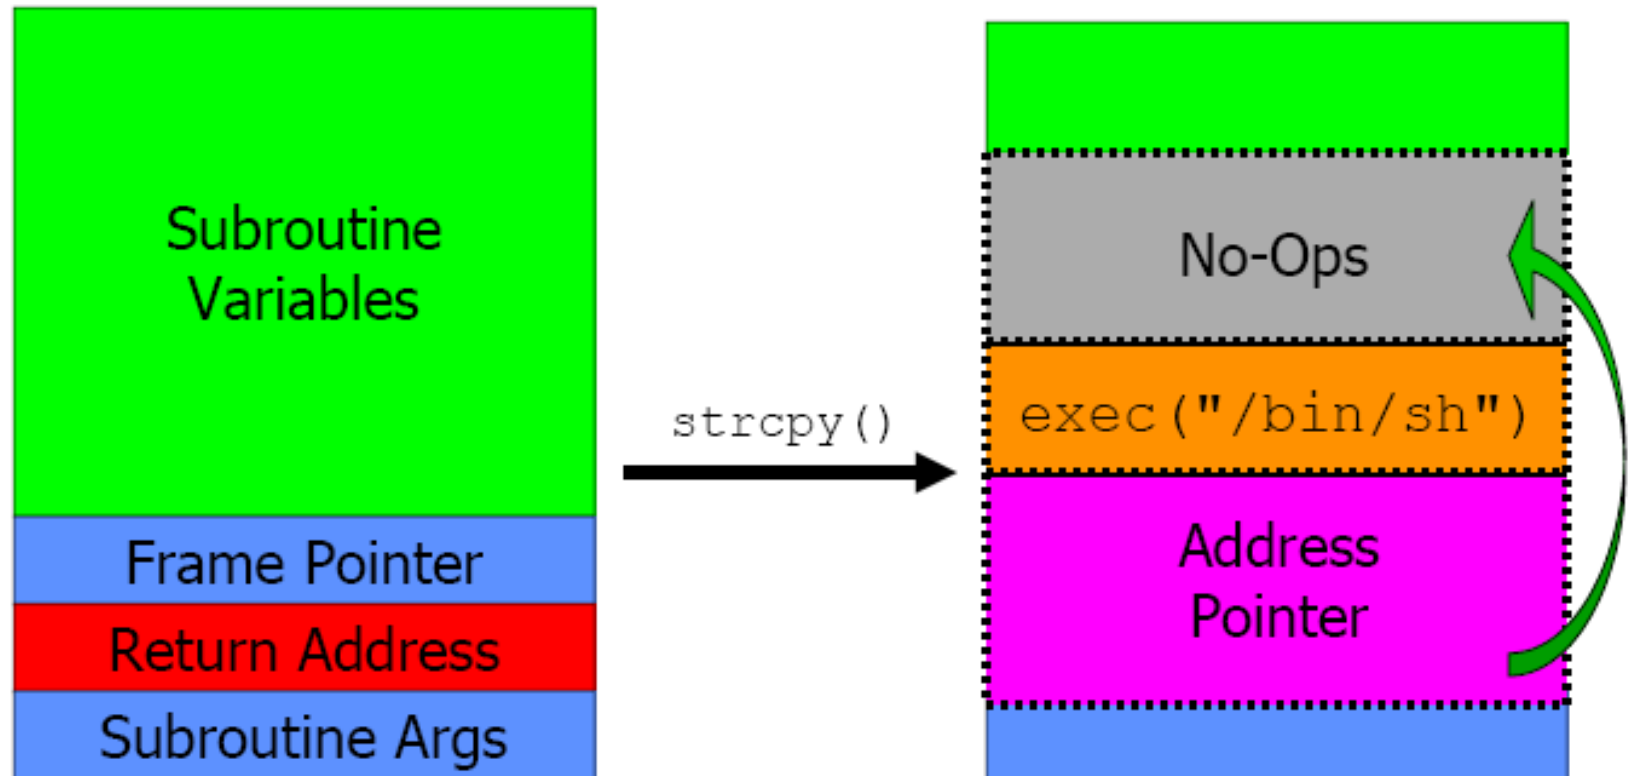 Subroutine
Variables
Frame Pointer
Return Address
Subroutine Args
strcpy()
No-Ops
exec("/bin/sh")
Address
Pointer